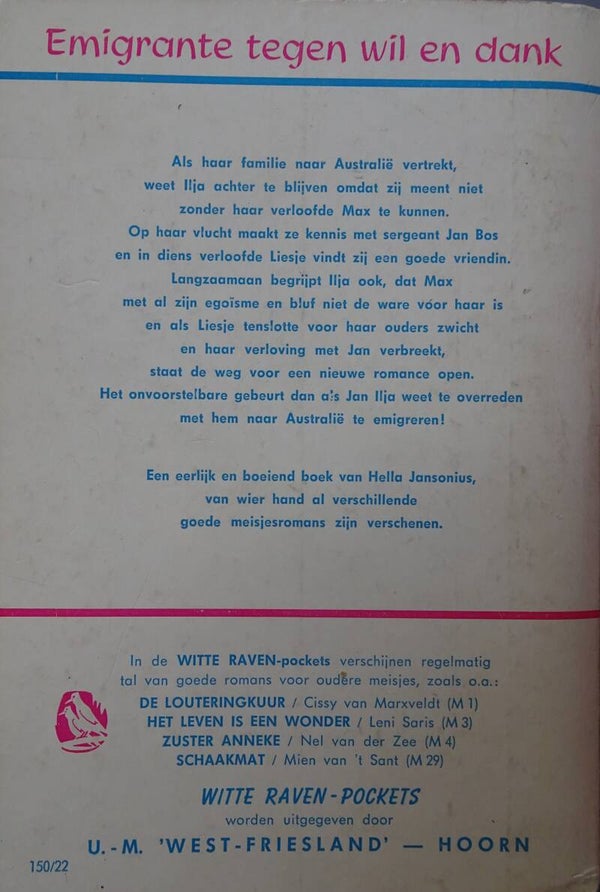 Emigrante tegen wil en dank
Als haar familie naar Australië vertrekt,
weet Ilja achter te blijven omdat zij meent niet
zonder haar verloofde Max te kunnen.
Op haar vlucht maakt ze kennis met sergeant Jan Bos
en in diens verloofde Liesje vindt zij een goede vriendin.
Langzaamaan begrijpt Ilja ook, dat Max
met al zijn egoïsme en bluf niet de ware vóór haar is
en als Liesje tenslotte voor haar ouders zwicht
en haar verloving met Jan verbreekt,
staat de weg voor een nieuwe romance open.
Het onvoorstelbare gebeurt dan als Jan Ilja weet te overreden
met hem naar Australië te emigreren!
Een eerlijk en boeiend boek van Hella Jansonius,
van wier hand al verschillende
goede meisjesromans zijn verschenen.
In de WITTE RAVEN-pockets verschijnen regelmatig
tal van goede romans voor oudere meisjes, zoals o.a.:
DE LOUTERINGKUUR / Cissy van Marxveldt (M 1)
HET LEVEN IS EEN WONDER / Leni Saris (M 3)
ZUSTER ANNEKE / Nel van der Zee (M 4)
SCHAAKMAT / Mien van 't Sant (M 29)
WITTE RAVEN-POCKETS
worden uitgegeven door
U.-M. 'WEST-FRIESLAND' — HOORN
150/22